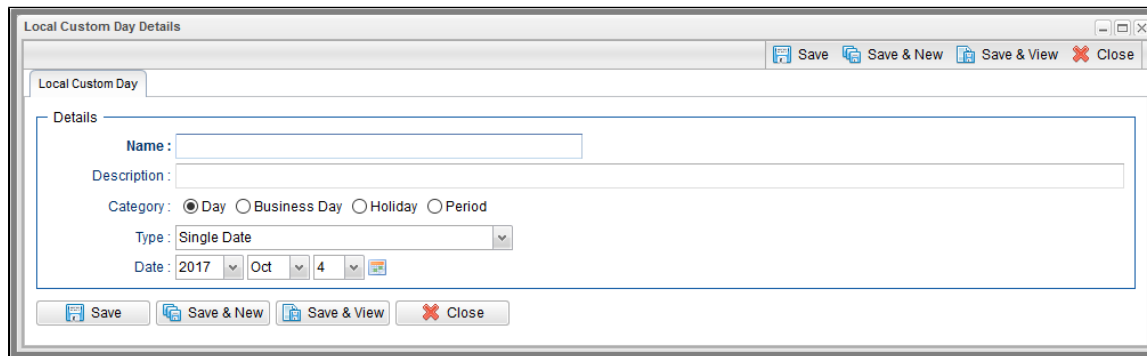 Local Custom Day Details
Save Save & New Save & View Close
Local Custom Day
Details
Name :
Description :
Category : Day Business Day Holiday Period
Type : Single Date
Date : 2017 Oct 4
Save Save & New Save & View Close